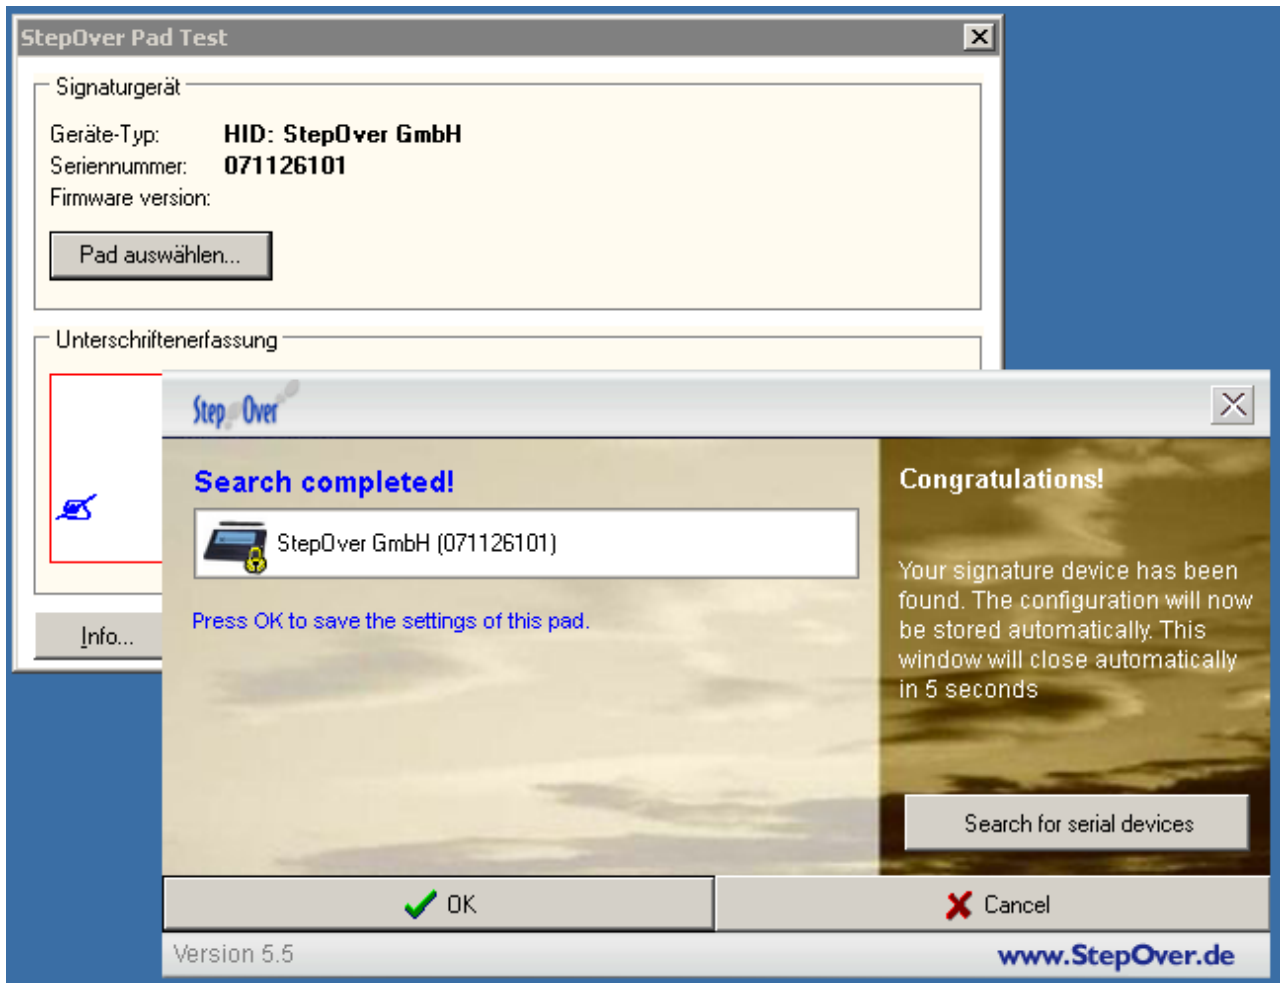 StepOver Pad Test
Signaturgerät
Geräte-Typ: HID: StepOver GmbH
Seriennummer: 071126101
Firmware version:
Pad auswählen...
Unterschriftenerfassung
Info...
Step Over
Search completed!
StepOver GmbH (071126101)
Press OK to save the settings of this pad.
Congratulations!
Your signature device has been
found. The configuration will now
be stored automatically. This
window will close automatically
in 5 seconds
Search for serial devices
OK
Cancel
Version 5.5
www.StepOver.de